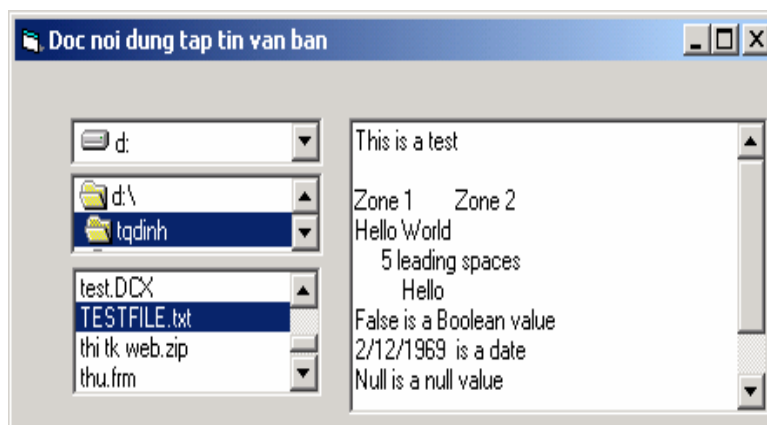 Doc noi dung tap tin van ban
d:
d:\
tqdinh
test.DCX
TESTFILE.txt
thi tk web.zip
thu.frm
This is a test
Zone 1 Zone 2
Hello World
5 leading spaces
Hello
False is a Boolean value
2/12/1969 is a date
Null is a null value